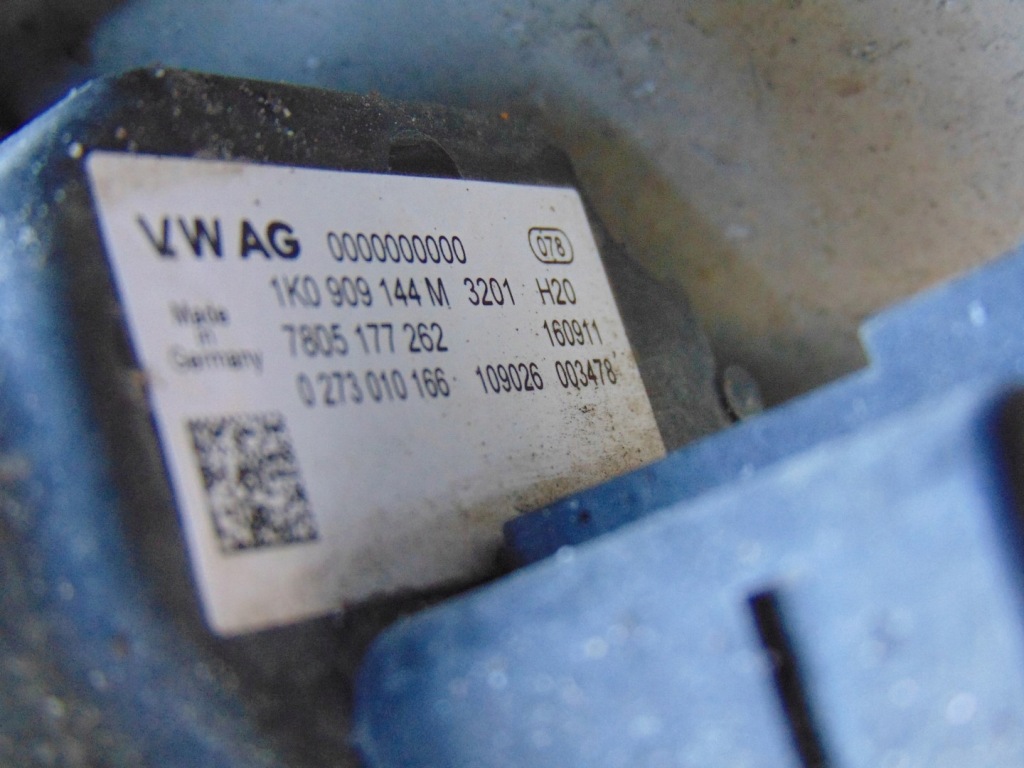 VW AG 0000000000 078
1K0 909 144 M 3201 H20
Made in Germany
7805 177 262 160911
0 273 010 166 109026 003478